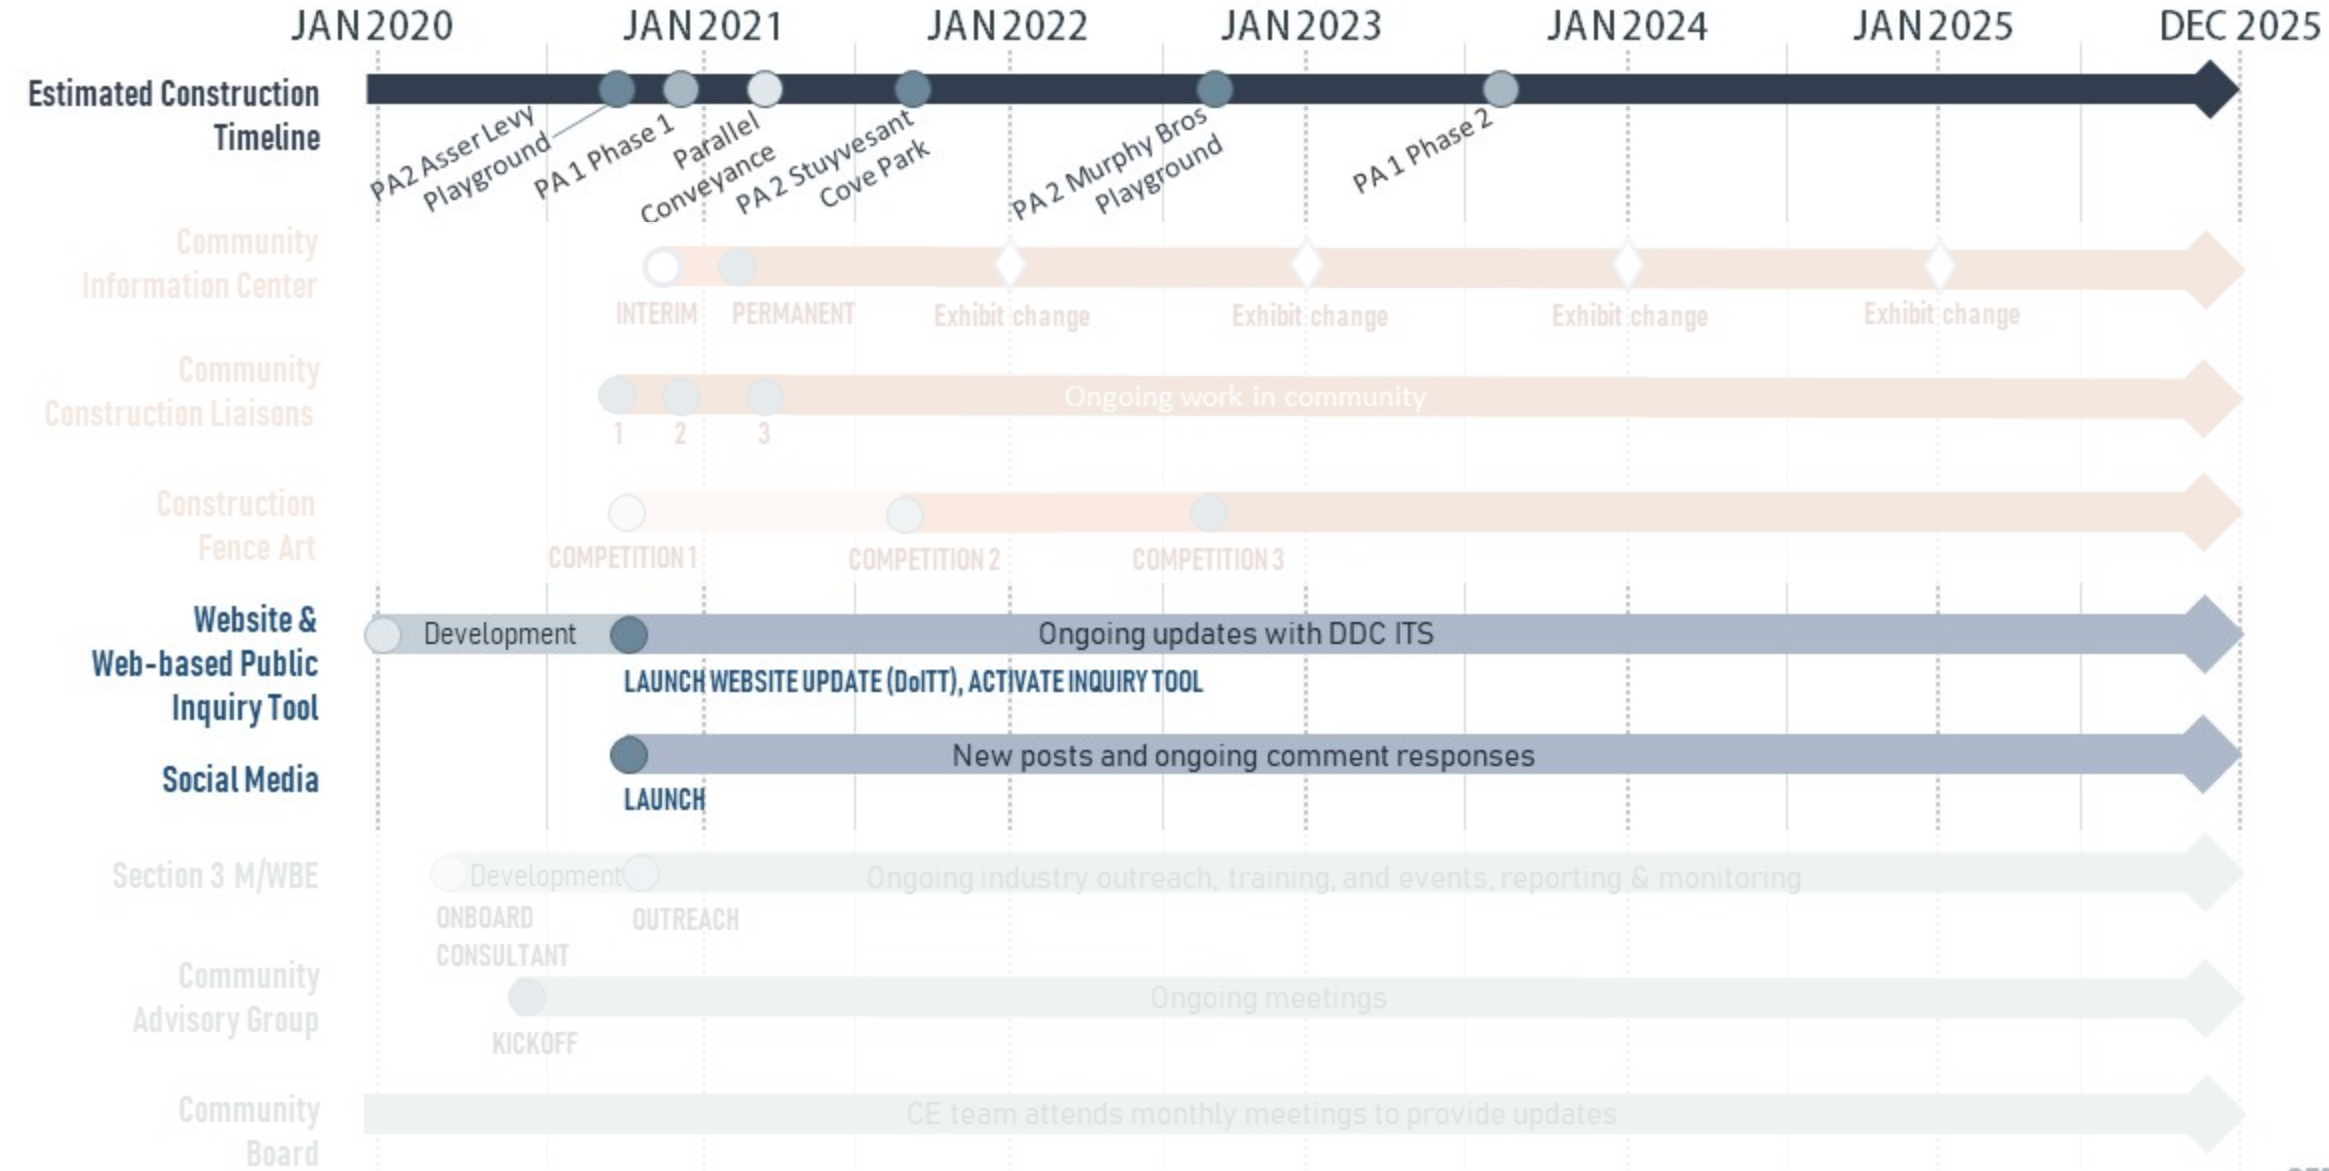 JAN 2020 JAN 2021 JAN 2022 JAN 2023 JAN 2024 JAN 2025 DEC 2025
Estimated Construction
Timeline
PA2 Asser Levy
Playground
PA 1 Phase 1
Parallel
Conveyance
PA 2 Stuyvesant
Cove Park
PA 2 Murphy Bros
Playground
PA 1 Phase 2
Community
Information Center
INTERIM PERMANENT Exhibit change Exhibit change Exhibit change Exhibit change
Community
Construction Liaisons
Ongoing work in community
1 2 3
Construction
Fence Art
COMPETITION 1 COMPETITION 2 COMPETITION 3
Website &
Web-based Public
Inquiry Tool
Development Ongoing updates with DDC ITS
LAUNCH WEBSITE UPDATE (DoITT), ACTIVATE INQUIRY TOOL
Social Media
New posts and ongoing comment responses
LAUNCH
Section 3 M/WBE
Development Ongoing industry outreach, training, and events, reporting & monitoring
ONBOARD
CONSULTANT
OUTREACH
Community
Advisory Group
Ongoing meetings
KICKOFF
Community
Board
CE team attends monthly meetings to provide updates